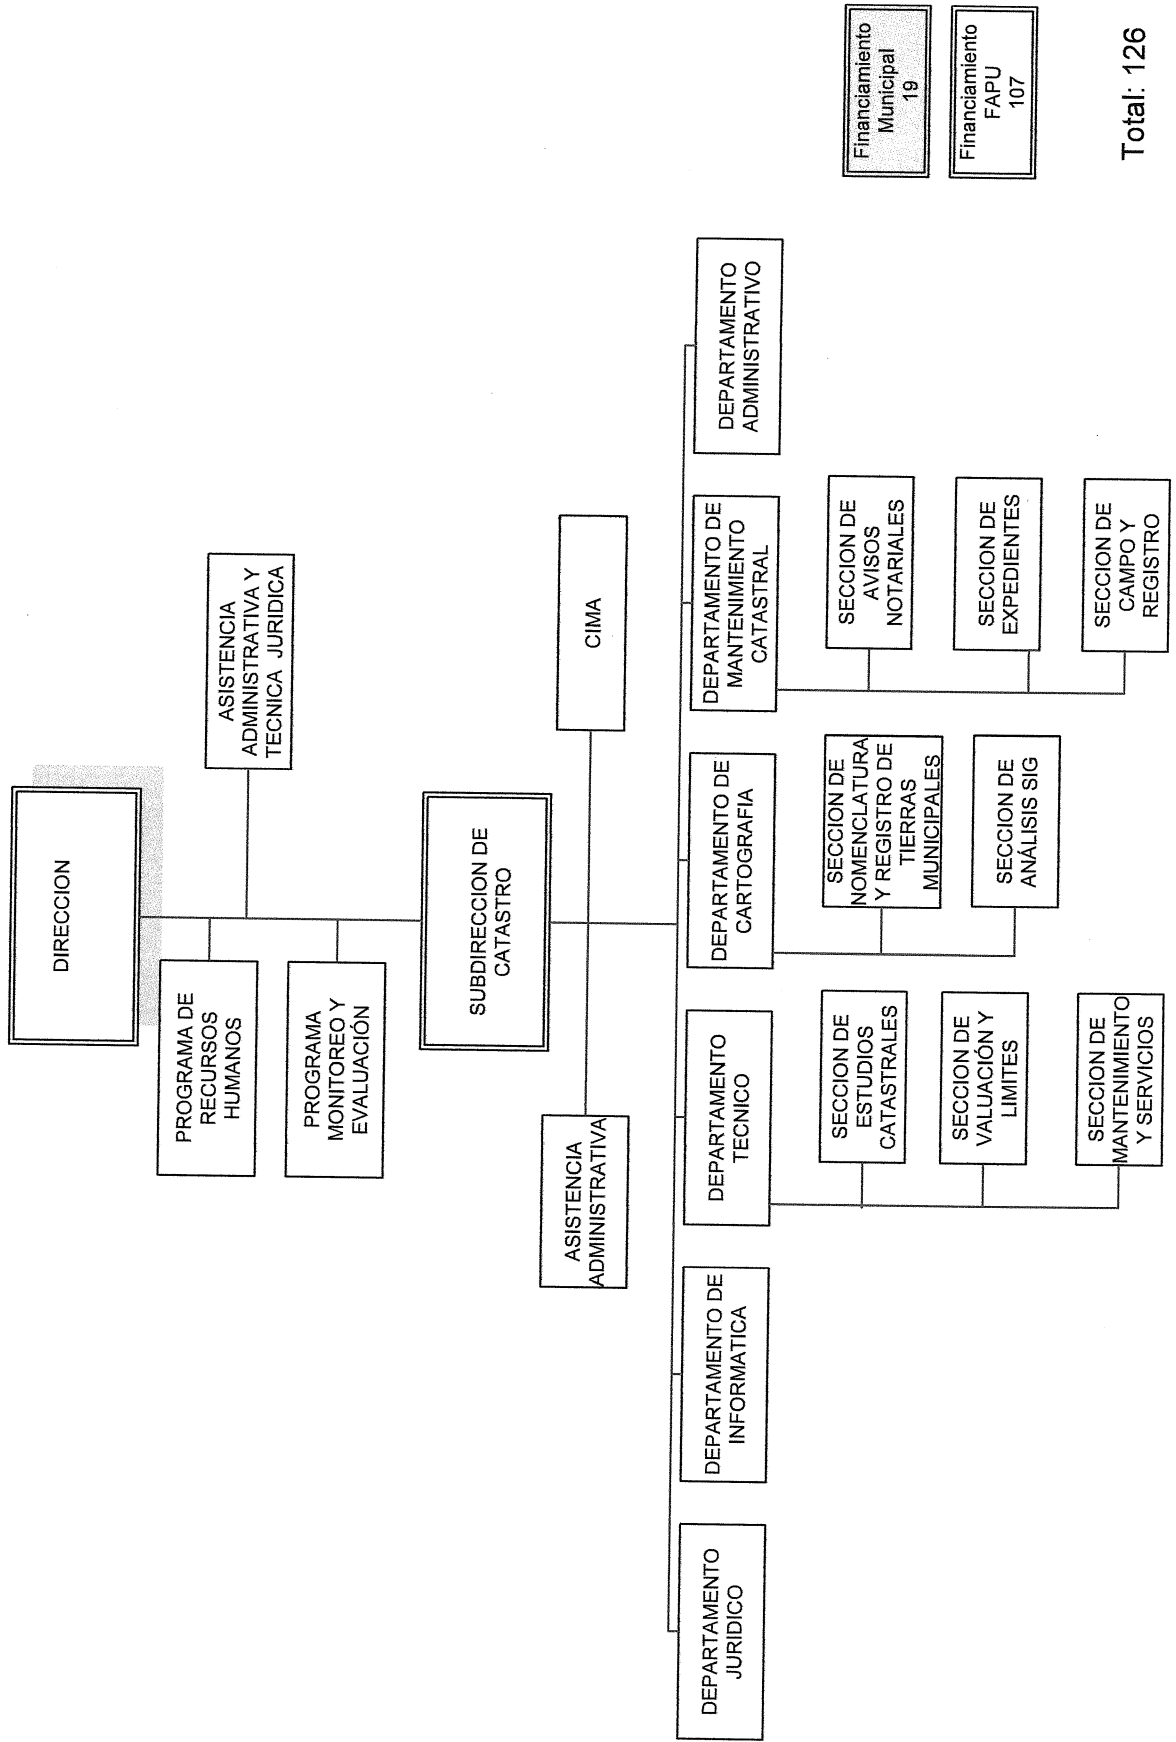 DIRECCION
PROGRAMA DE
RECURSOS
HUMANOS
ASISTENCIA
ADMINISTRATIVA Y
TECNICA JURIDICA
PROGRAMA
MONITOREO Y
EVALUACIÓN
SUBDIRECCION DE
CATASTRO
ASISTENCIA
ADMINISTRATIVA
CIMA
DEPARTAMENTO
JURIDICO
DEPARTAMENTO DE
INFORMATICA
DEPARTAMENTO
TECNICO
SECCION DE
ESTUDIOS
CATASTRALES
SECCION DE
VALUACIÓN Y
LIMITES
SECCION DE
MANTENIMIENTO
Y SERVICIOS
DEPARTAMENTO DE
CARTOGRAFIA
SECCION DE
NOMENCLATURA
Y REGISTRO DE
TIERRAS
MUNICIPALES
SECCION DE
ANÁLISIS SIG
DEPARTAMENTO DE
MANTENIMIENTO
CATASTRAL
SECCION DE
AVISOS
NOTARIALES
SECCION DE
EXPEDIENTES
SECCION DE
CAMPO Y
REGISTRO
DEPARTAMENTO
ADMINISTRATIVO
Financiamiento
Municipal
19
Financiamiento
FAPU
107
Total: 126